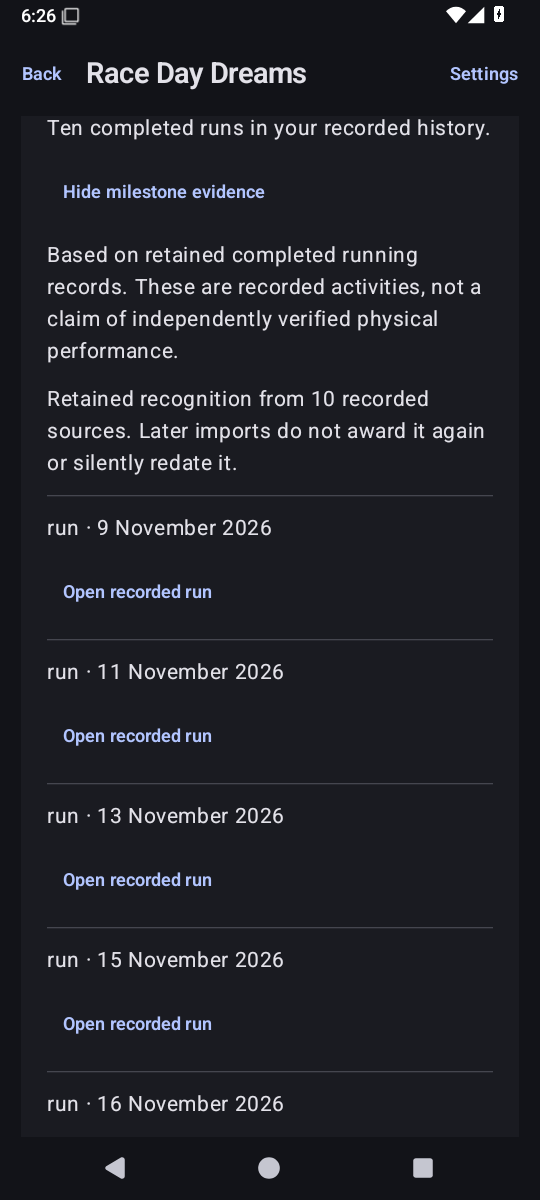 6:26
Back Race Day Dreams Settings
Ten completed runs in your recorded history.
Hide milestone evidence
Based on retained completed running
records. These are recorded activities, not a
claim of independently verified physical
performance.
Retained recognition from 10 recorded
sources. Later imports do not award it again
or silently redate it.
run · 9 November 2026
Open recorded run
run · 11 November 2026
Open recorded run
run · 13 November 2026
Open recorded run
run · 15 November 2026
Open recorded run
run · 16 November 2026